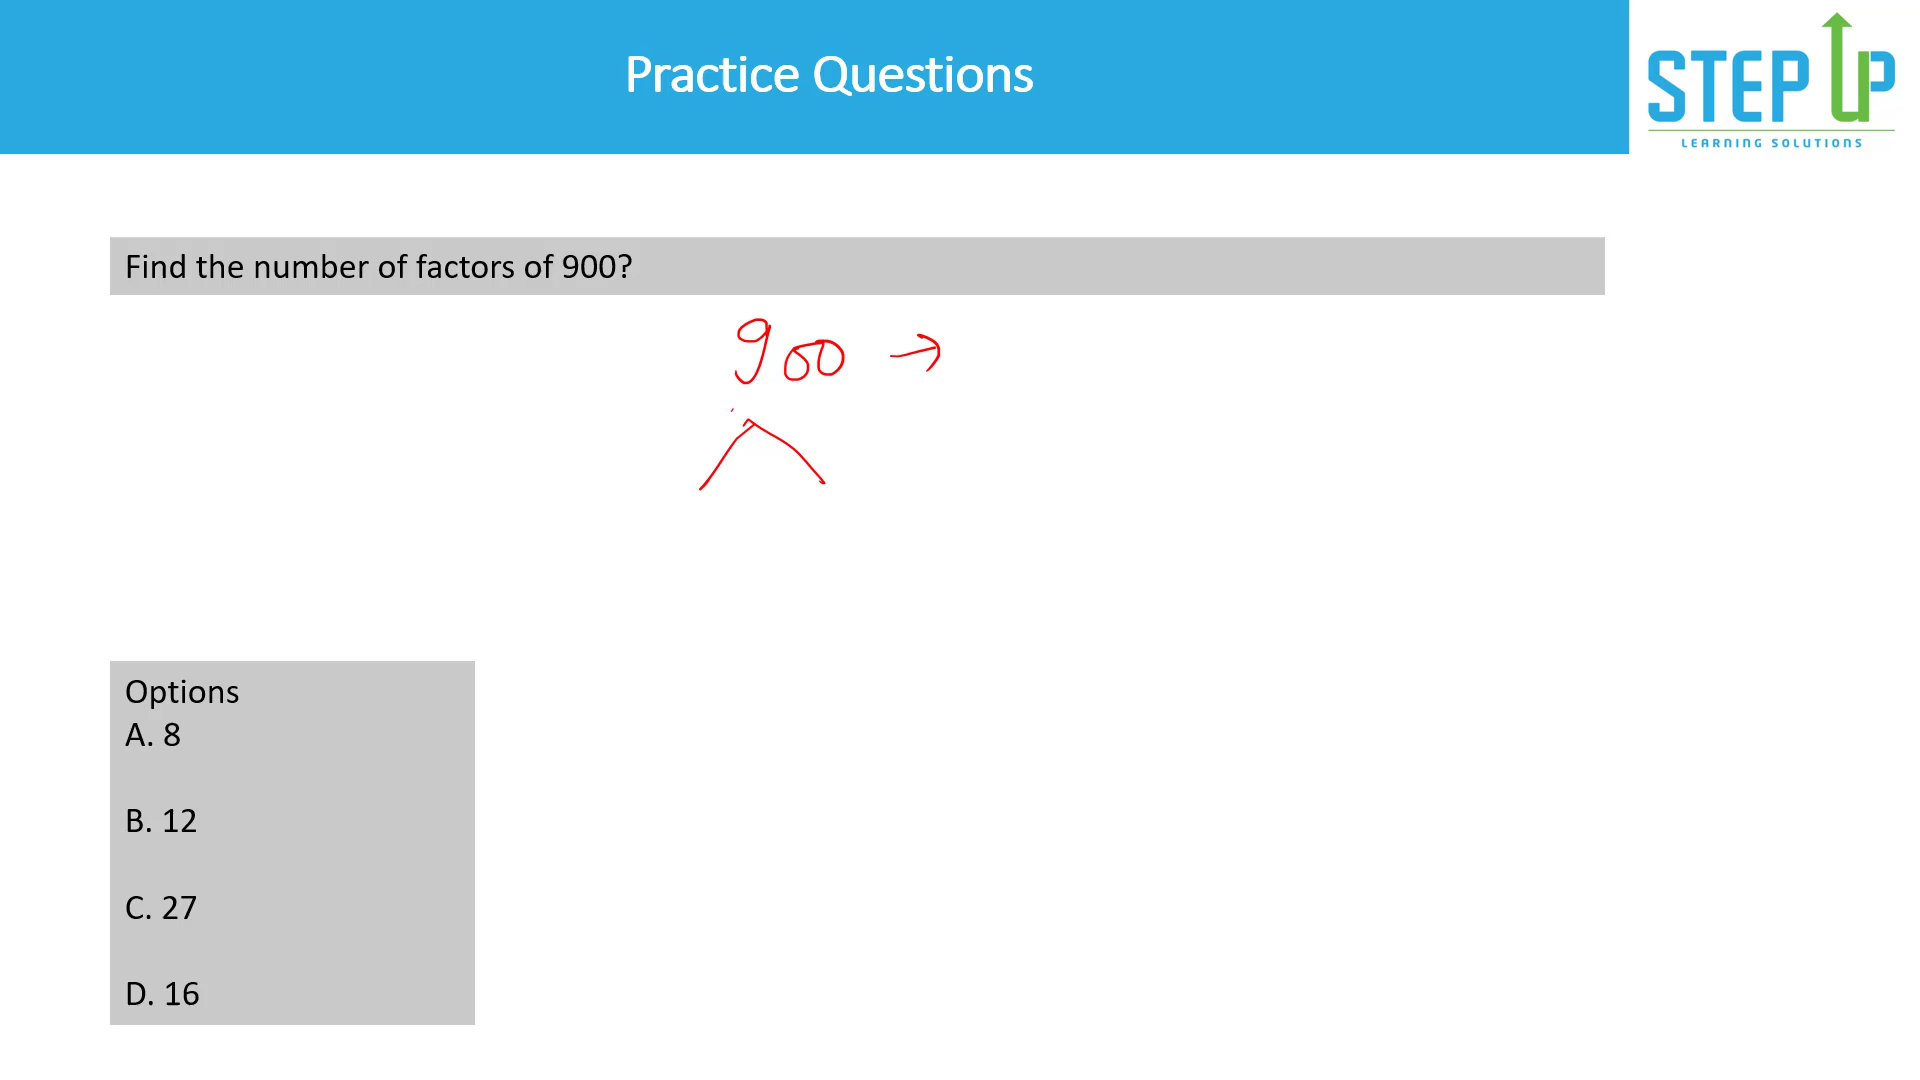 Practice Questions
STEP UP
LEARNING SOLUTIONS
Find the number of factors of 900?
900 →
Options
A. 8
B. 12
C. 27
D. 16